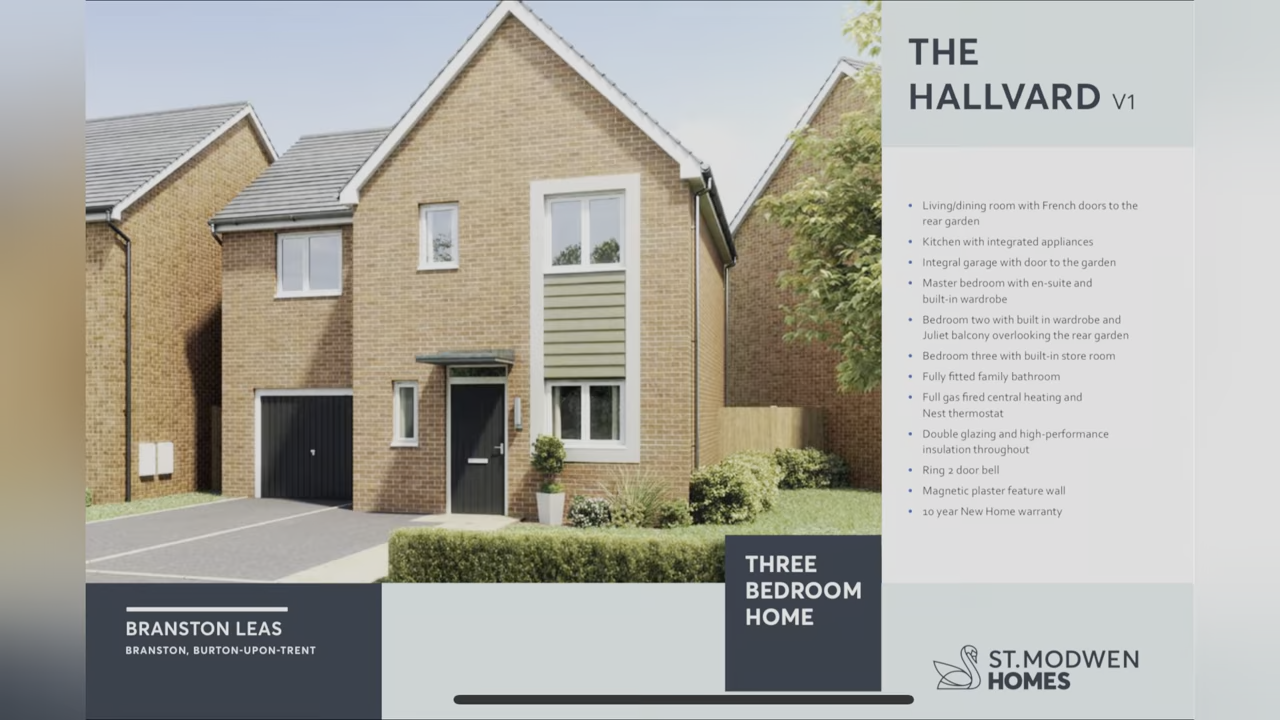 THE
HALLVARD V1
• Living/dining room with French doors to the
rear garden
• Kitchen with integrated appliances
• Integral garage with door to the garden
• Master bedroom with en-suite and
built-in wardrobe
• Bedroom two with built in wardrobe and
Juliet balcony overlooking the rear garden
• Bedroom three with built-in store room
• Fully fitted family bathroom
• Full gas fired central heating and
Nest thermostat
• Double glazing and high-performance
insulation throughout
• Ring 2 door bell
• Magnetic plaster feature wall
• 10 year New Home warranty
THREE
BEDROOM
HOME
BRANSTON LEAS
BRANSTON, BURTON-UPON-TRENT
ST.MODWEN
HOMES